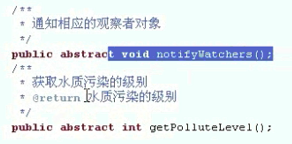 /**
* 通知相应的观察者对象
*/
public abstract void notifyWatchers();
/**
* 获取水质污染的级别
* @return 水质污染的级别
*/
public abstract int getPolluteLevel();